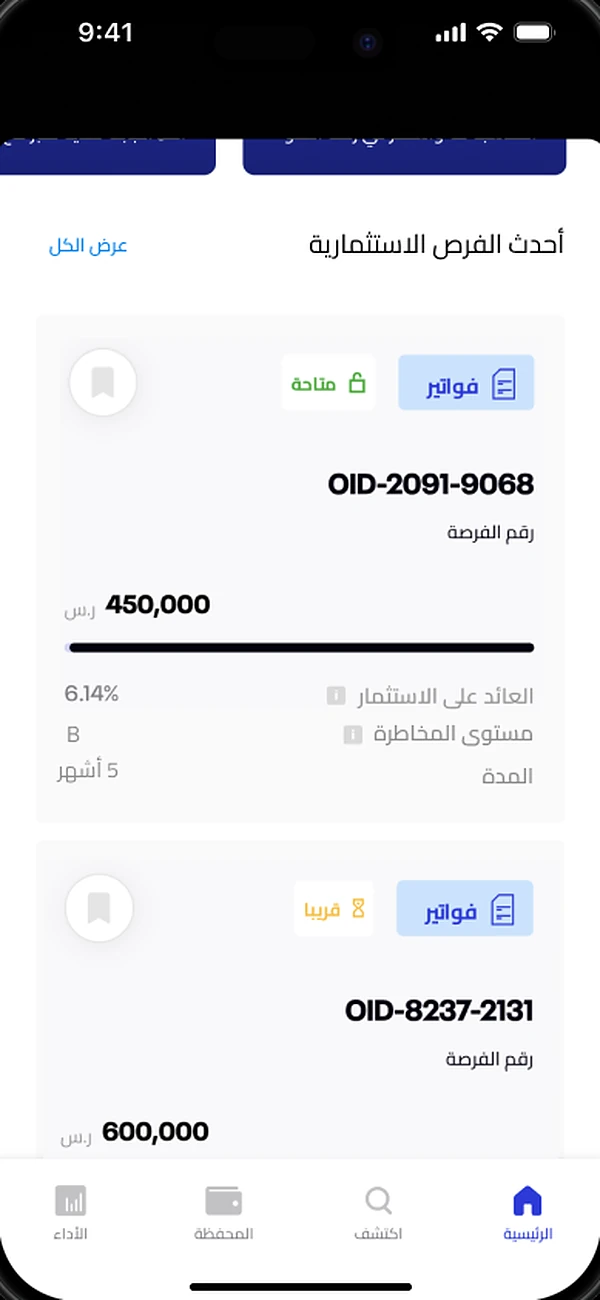 9:41
أحدث الفرص الاستثمارية
عرض الكل
فواتير
متاحة
OID-2091-9068
رقم الفرصة
450,000 ر.س
العائد على الاستثمار 6.14%
مستوى المخاطرة B
المدة 5 أشهر
فواتير
قريبا
OID-8237-2131
رقم الفرصة
600,000 ر.س
الرئيسية
اكتشف
المحفظة
الأداء